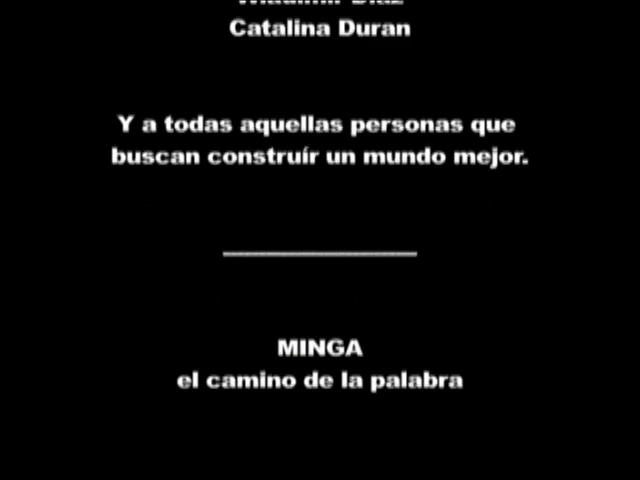 Catalina Duran
Y a todas aquellas personas que
buscan construír un mundo mejor.
MINGA
el camino de la palabra